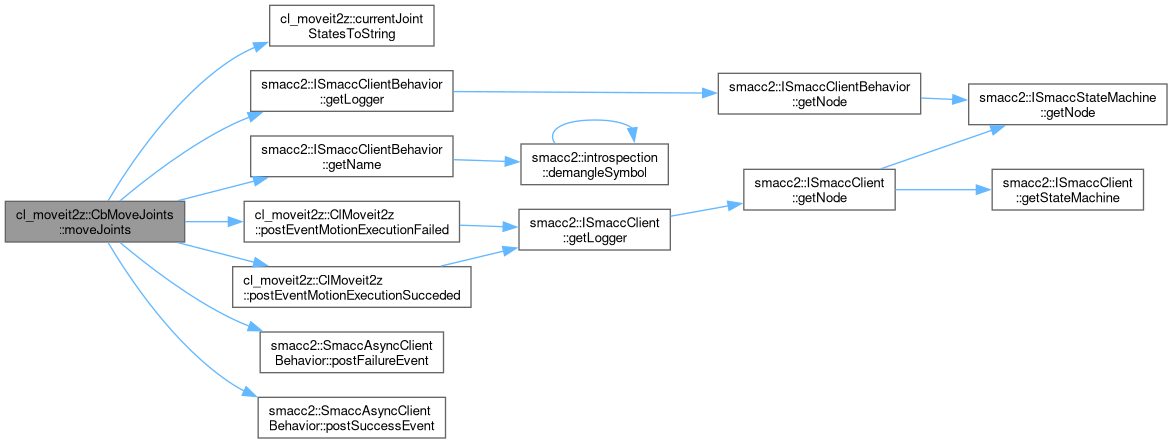 cl_moveit2z::currentJoint
StatesToString
smacc2::ISmaccClientBehavior
::getLogger
smacc2::ISmaccClientBehavior
::getNode
smacc2::ISmaccStateMachine
::getNode
smacc2::ISmaccClientBehavior
::getName
smacc2::introspection
::demangleSymbol
smacc2::ISmaccClient
::getNode
smacc2::ISmaccClient
::getStateMachine
cl_moveit2z::CbMoveJoints
::moveJoints
cl_moveit2z::ClMoveit2z
::postEventMotionExecutionFailed
smacc2::ISmaccClient
::getLogger
cl_moveit2z::ClMoveit2z
::postEventMotionExecutionSucceded
smacc2::SmaccAsyncClient
Behavior::postFailureEvent
smacc2::SmaccAsyncClient
Behavior::postSuccessEvent